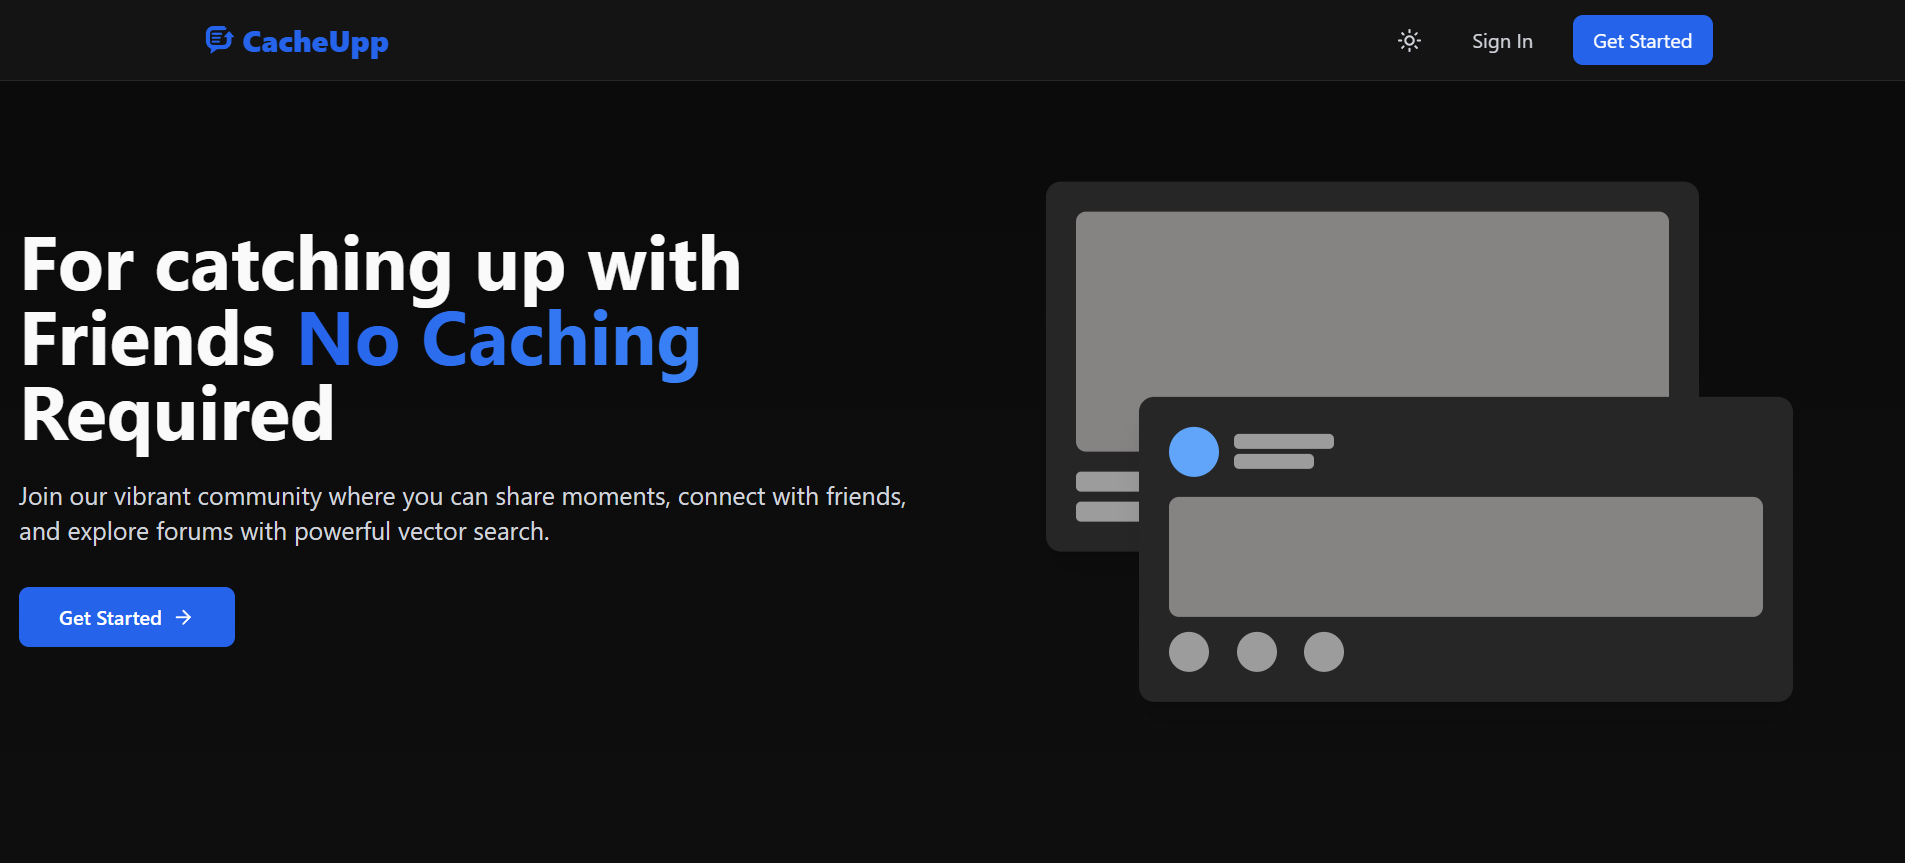 CacheUpp
Sign In
Get Started
For catching up with
Friends No Caching
Required
Join our vibrant community where you can share moments, connect with friends,
and explore forums with powerful vector search.
Get Started